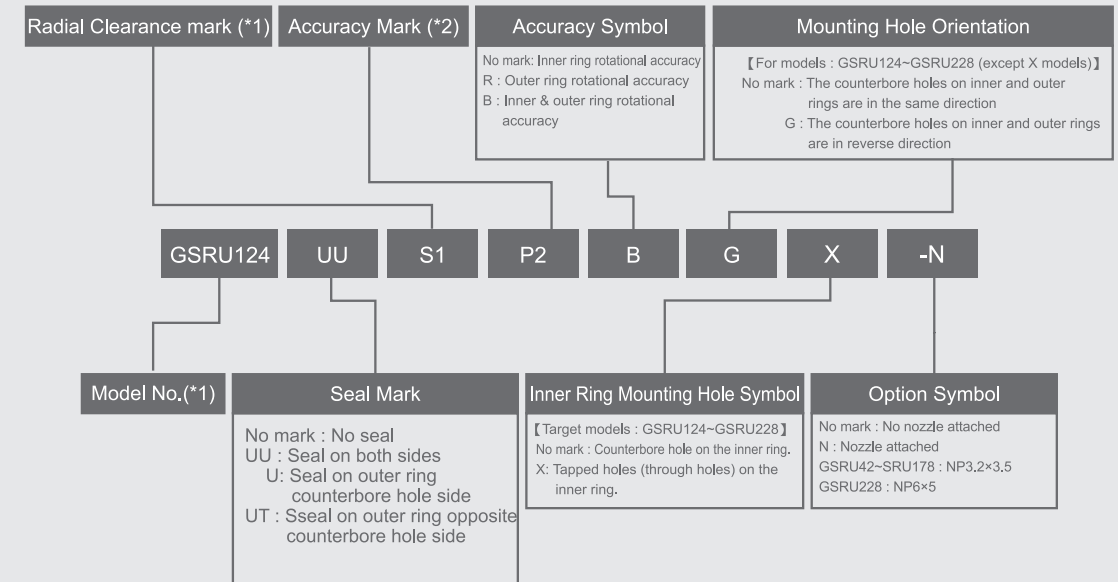 Radial Clearance mark (*1)
Accuracy Mark (*2)
Accuracy Symbol
No mark: Inner ring rotational accuracy
R : Outer ring rotational accuracy
B : Inner & outer ring rotational
accuracy
Mounting Hole Orientation
【For models : GSRU124~GSRU228 (except X models)】
No mark : The counterbore holes on inner and outer
rings are in the same direction
G : The counterbore holes on inner and outer rings
are in reverse direction
GSRU124
UU
S1
P2
B
G
X
-N
Model No.(*1)
Seal Mark
No mark : No seal
UU : Seal on both sides
U: Seal on outer ring
counterbore hole side
UT : Sseal on outer ring opposite
counterbore hole side
Inner Ring Mounting Hole Symbol
【Target models : GSRU124~GSRU228】
No mark : Counterbore hole on the inner ring.
X: Tapped holes (through holes) on the
inner ring.
Option Symbol
No mark : No nozzle attached
N : Nozzle attached
GSRU42~SRU178 : NP3.2×3.5
GSRU228 : NP6×5